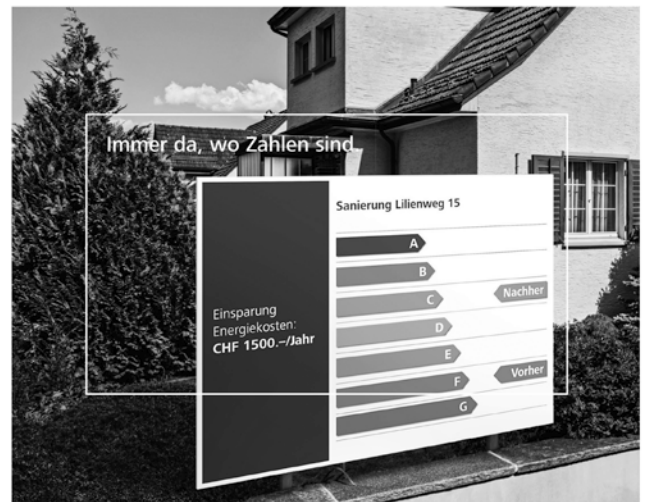 Immer da, wo Zahlen sind.
Sanierung Lilienweg 15
A
B
C
Nachher
D
E
Vorher
F
G
Einsparung
Energiekosten:
CHF 1500.–/Jahr